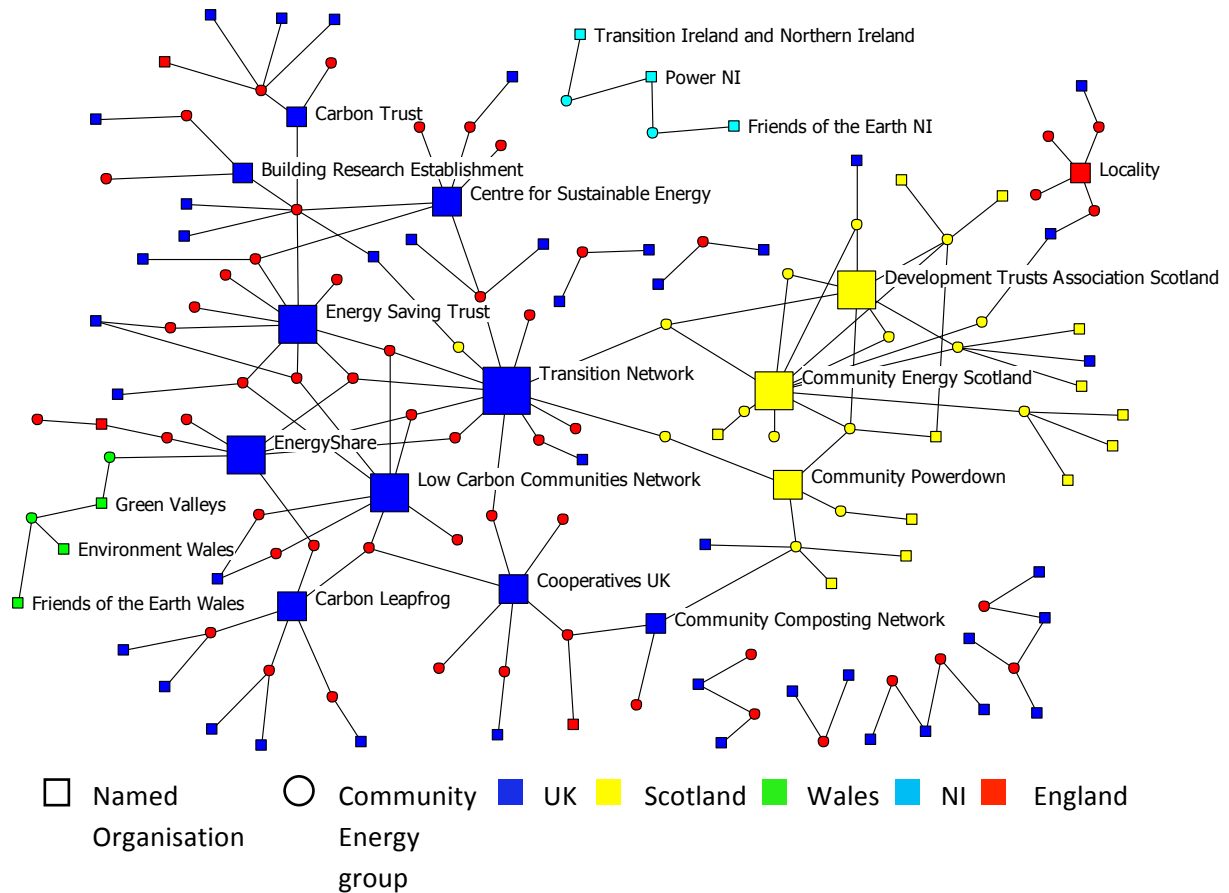 Transition Ireland and Northern Ireland
Power NI
Carbon Trust
Friends of the Earth NI
Building Research Establishment
Locality
Centre for Sustainable Energy
Development Trusts Association Scotland
Energy Saving Trust
Transition Network
Community Energy Scotland
EnergyShare
Low Carbon Communities Network
Community Powerdown
Green Valleys
Environment Wales
Cooperatives UK
Friends of the Earth Wales
Carbon Leapfrog
Community Composting Network
Named
Organisation
Community
Energy
group
UK
Scotland
Wales
NI
England